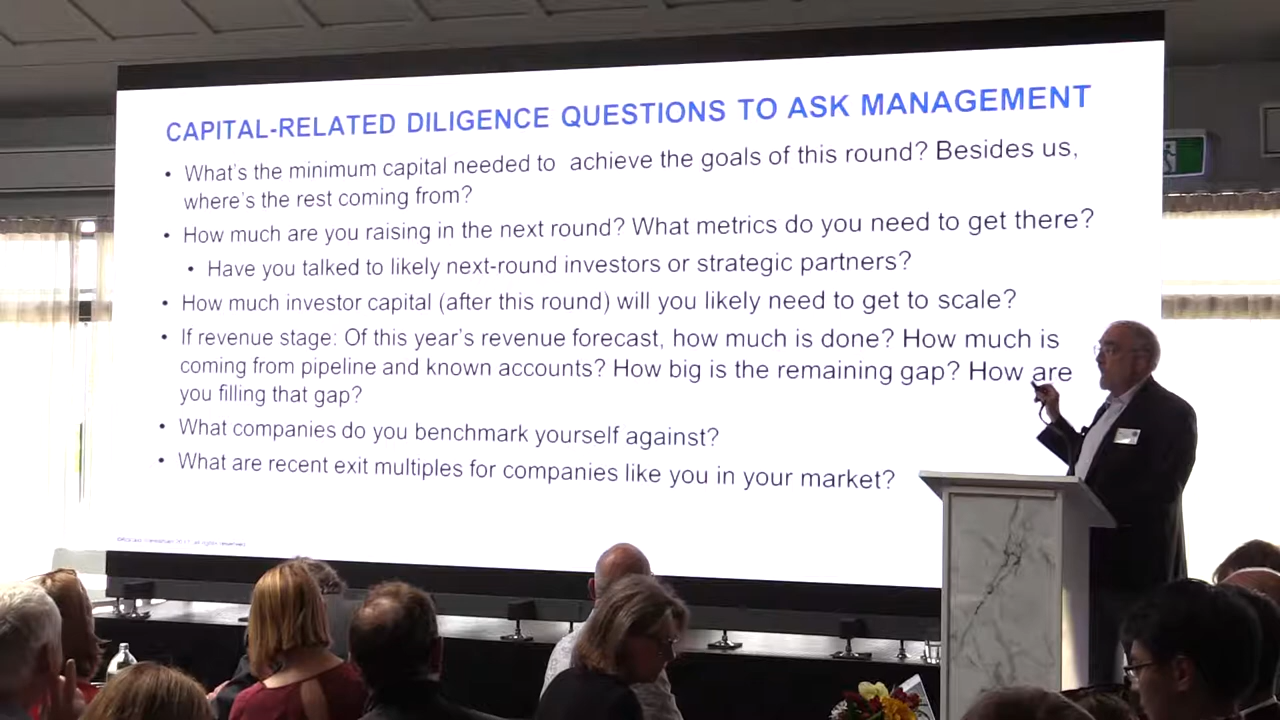 CAPITAL-RELATED DILIGENCE QUESTIONS TO ASK MANAGEMENT
• What's the minimum capital needed to achieve the goals of this round? Besides us,
where's the rest coming from?
• How much are you raising in the next round? What metrics do you need to get there?
• Have you talked to likely next-round investors or strategic partners?
• How much investor capital (after this round) will you likely need to get to scale?
• If revenue stage: Of this year's revenue forecast, how much is done? How much is
coming from pipeline and known accounts? How big is the remaining gap? How are
you filling that gap?
• What companies do you benchmark yourself against?
• What are recent exit multiples for companies like you in your market?